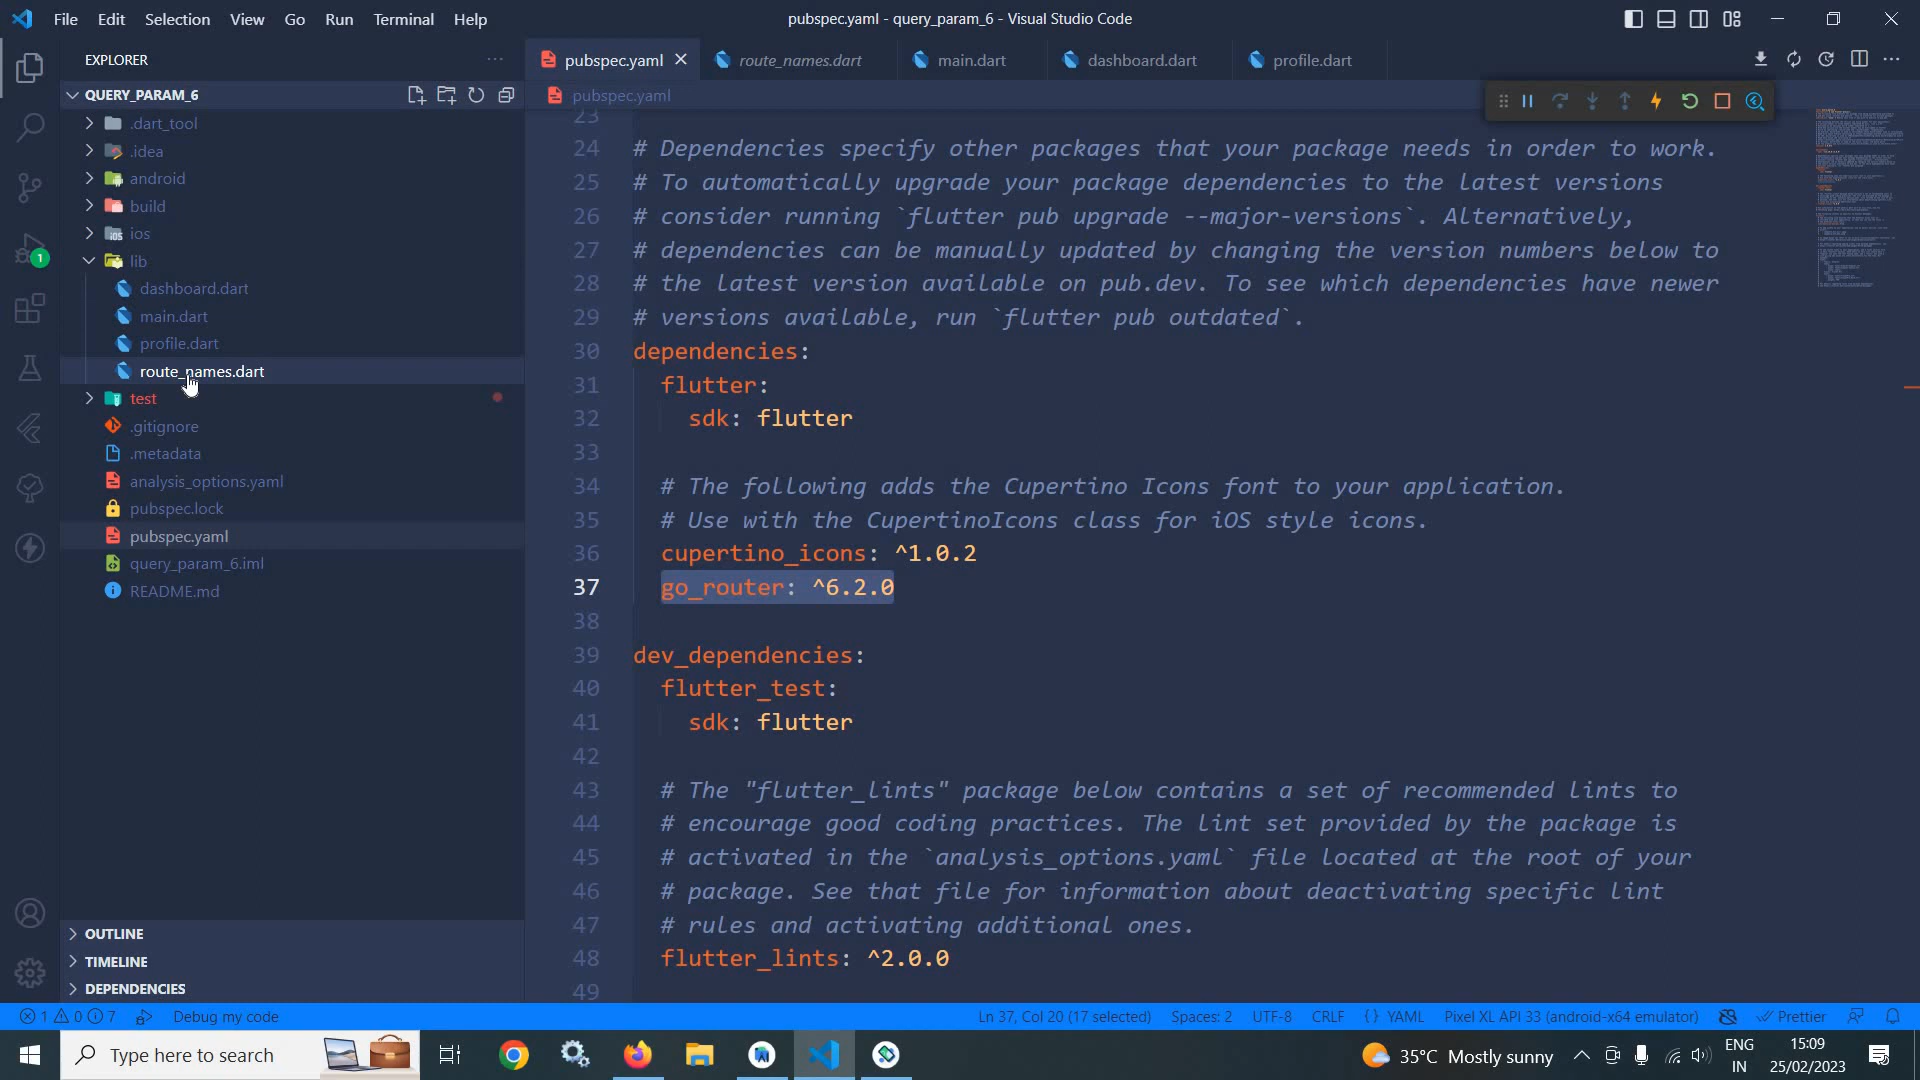 File Edit Selection View Go Run Terminal Help
pubspec.yaml - query_param_6 - Visual Studio Code
EXPLORER
QUERY_PARAM_6
.dart_tool
.idea
android
build
ios
lib
dashboard.dart
main.dart
profile.dart
route_names.dart
test
.gitignore
.metadata
analysis_options.yaml
pubspec.lock
pubspec.yaml
query_param_6.iml
README.md
OUTLINE
TIMELINE
DEPENDENCIES
pubspec.yaml route_names.dart main.dart dashboard.dart profile.dart
pubspec.yaml
23
24 # Dependencies specify other packages that your package needs in order to work.
25 # To automatically upgrade your package dependencies to the latest versions
26 # consider running `flutter pub upgrade --major-versions`. Alternatively,
27 # dependencies can be manually updated by changing the version numbers below to
28 # the latest version available on pub.dev. To see which dependencies have newer
29 # versions available, run `flutter pub outdated`.
30 dependencies:
31 flutter:
32 sdk: flutter
33
34 # The following adds the Cupertino Icons font to your application.
35 # Use with the CupertinoIcons class for iOS style icons.
36 cupertino_icons: ^1.0.2
37 go_router: ^6.2.0
38
39 dev_dependencies:
40 flutter_test:
41 sdk: flutter
42
43 # The "flutter_lints" package below contains a set of recommended lints to
44 # encourage good coding practices. The lint set provided by the package is
45 # activated in the `analysis_options.yaml` file located at the root of your
46 # package. See that file for information about deactivating specific lint
47 # rules and activating additional ones.
48 flutter_lints: ^2.0.0
49
1 0 7 Debug my code
Ln 37, Col 20 (17 selected) Spaces: 2 UTF-8 CRLF {} YAML Pixel XL API 33 (android-x64 emulator) Prettier
Type here to search
35°C Mostly sunny
ENG
IN
15:09
25/02/2023